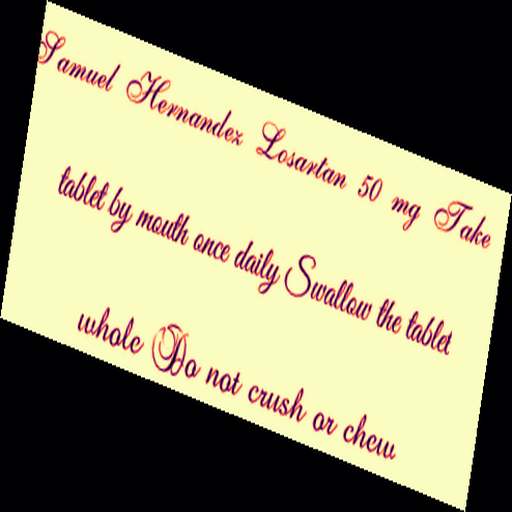 Samuel Hernandez Losartan 50 mg Take
tablet by mouth once daily Swallow the tablet
whole Do not crush or chew